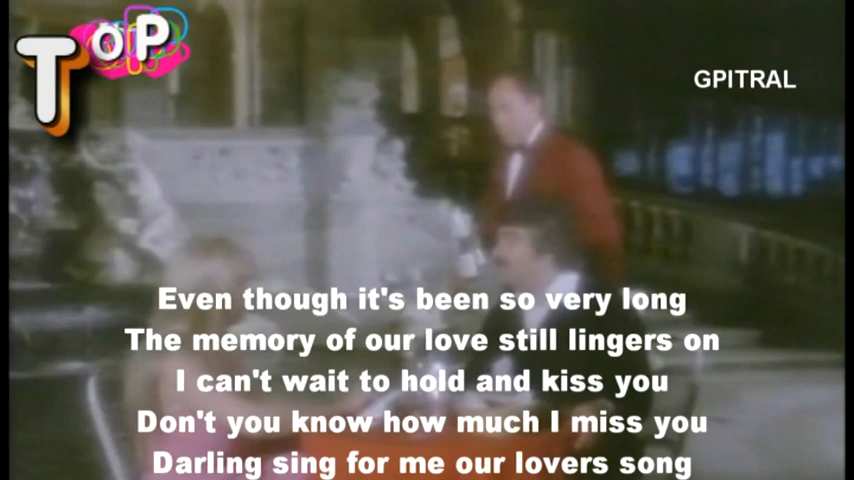 TOP
GPITRAL
Even though it's been so very long
The memory of our love still lingers on
I can't wait to hold and kiss you
Don't you know how much I miss you
Darling sing for me our lovers song